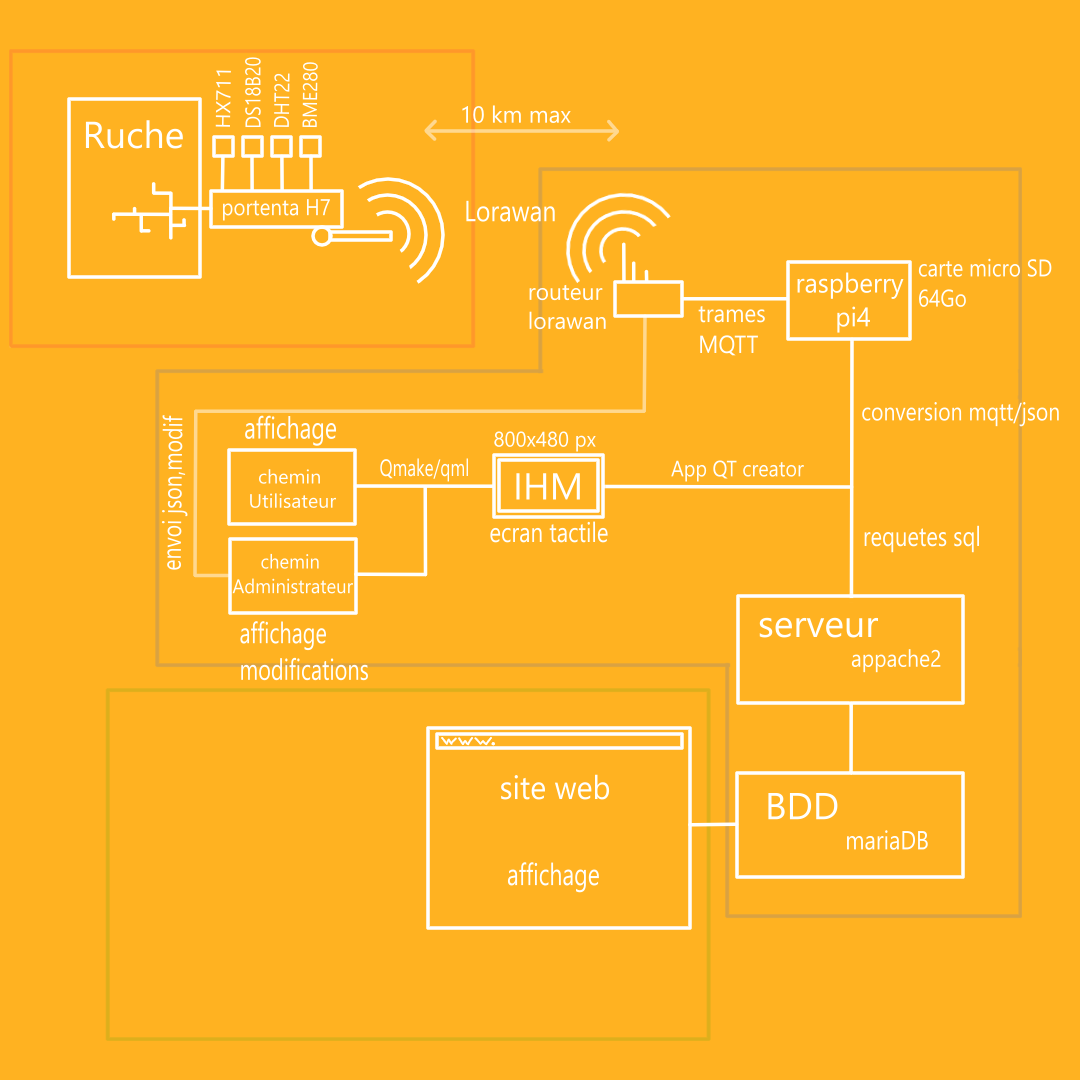 HX711
DS18B20
DHT22
BME280
Ruche
portenta H7
10 km max
Lorawan
routeur
lorawan
trames
MQTT
raspberry
pi4
carte micro SD
64Go
conversion mqtt/json
envoi json,modif
affichage
chemin
Utilisateur
Qmake/qml
800x480 px
IHM
ecran tactile
App QT creator
chemin
Administrateur
affichage
modifications
requetes sql
serveur
appache2
www.
site web
affichage
BDD
mariaDB